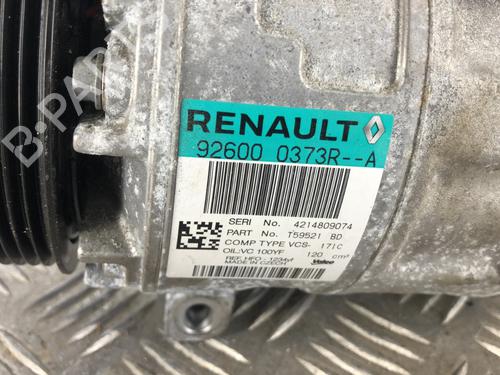 RENAULT
92600 0373R--A
SERI No. 4214809074
PART No. T59521 BD
COMP TYPE VCS- 171C
OIL:VC 100YF 120 cm³
REF. HFO - 1234yf
MADE IN CZECH Valeo
B-PARTS